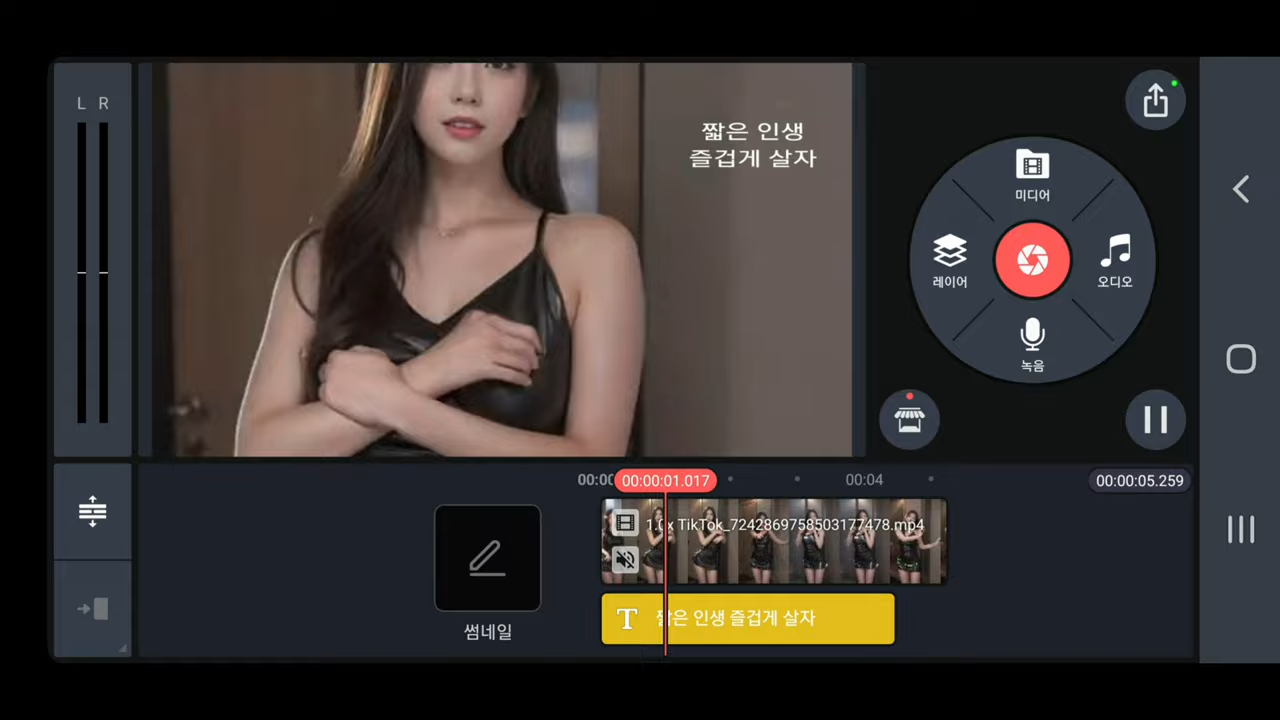 L R
짧은 인생
즐겁게 살자
미디어
레이어
오디오
녹음
00:00
00:00:01.017
00:04
00:00:05.259
1.0x TikTok_7242869758503177478.mp4
짧은 인생 즐겁게 살자
썸네일